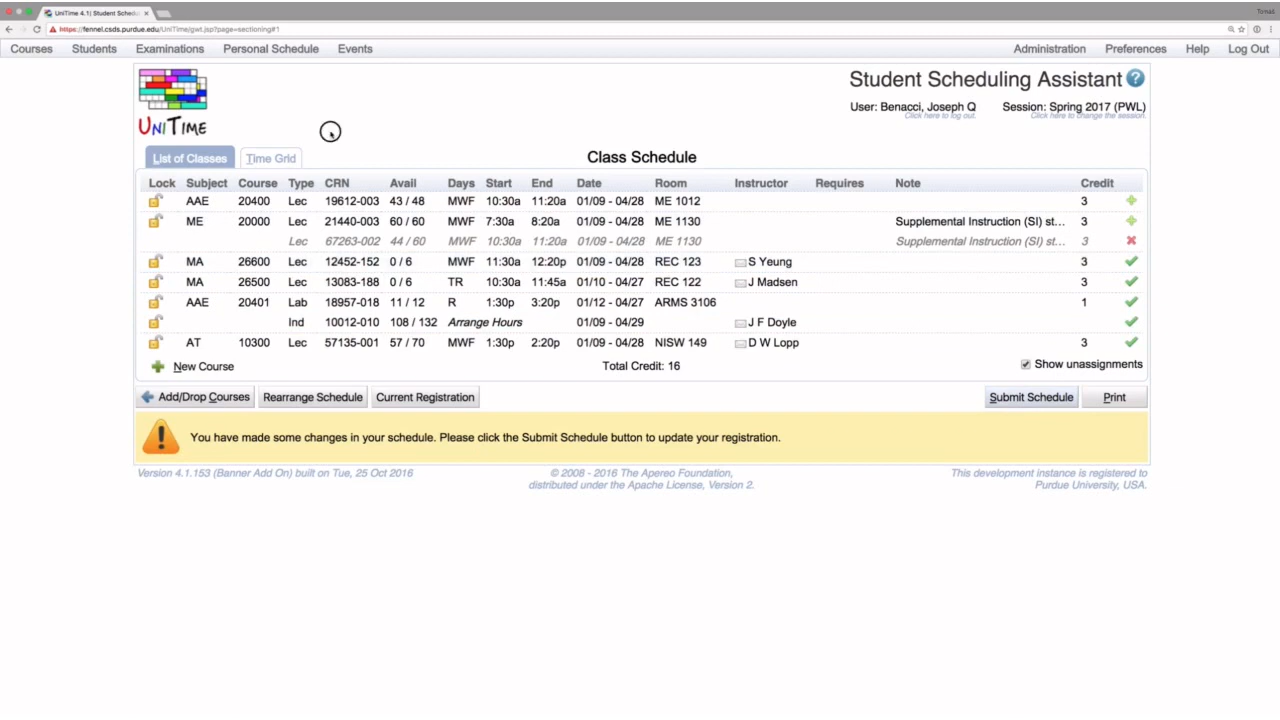 UniTime 4.1| Student Schedu
Tomáš
https://fennel.csds.purdue.edu/UniTime/gwt.jsp?page=sectioning#1
Courses Students Examinations Personal Schedule Events Administration Preferences Help Log Out
UNITIME
Student Scheduling Assistant ?
User: Benacci, Joseph Q Session: Spring 2017 (PWL)
Click here to log out. Click here to change the session.
List of Classes Time Grid Class Schedule
Lock Subject Course Type CRN Avail Days Start End Date Room Instructor Requires Note Credit
AAE 20400 Lec 19612-003 43 / 48 MWF 10:30a 11:20a 01/09 - 04/28 ME 1012 3
ME 20000 Lec 21440-003 60 / 60 MWF 7:30a 8:20a 01/09 - 04/28 ME 1130 Supplemental Instruction (SI) st... 3
Lec 67263-002 44 / 60 MWF 10:30a 11:20a 01/09 - 04/28 ME 1130 Supplemental Instruction (SI) st... 3
MA 26600 Lec 12452-152 0 / 6 MWF 11:30a 12:20p 01/09 - 04/28 REC 123 S Yeung 3
MA 26500 Lec 13083-188 0 / 6 TR 10:30a 11:45a 01/10 - 04/27 REC 122 J Madsen 3
AAE 20401 Lab 18957-018 11 / 12 R 1:30p 3:20p 01/12 - 04/27 ARMS 3106 1
Ind 10012-010 108 / 132 Arrange Hours 01/09 - 04/29 J F Doyle
AT 10300 Lec 57135-001 57 / 70 MWF 1:30p 2:20p 01/09 - 04/28 NISW 149 D W Lopp 3
New Course Total Credit: 16 Show unassignments
Add/Drop Courses Rearrange Schedule Current Registration Submit Schedule Print
You have made some changes in your schedule. Please click the Submit Schedule button to update your registration.
Version 4.1.153 (Banner Add On) built on Tue, 25 Oct 2016 © 2008 - 2016 The Apereo Foundation, This development instance is registered to
distributed under the Apache License, Version 2. Purdue University, USA.